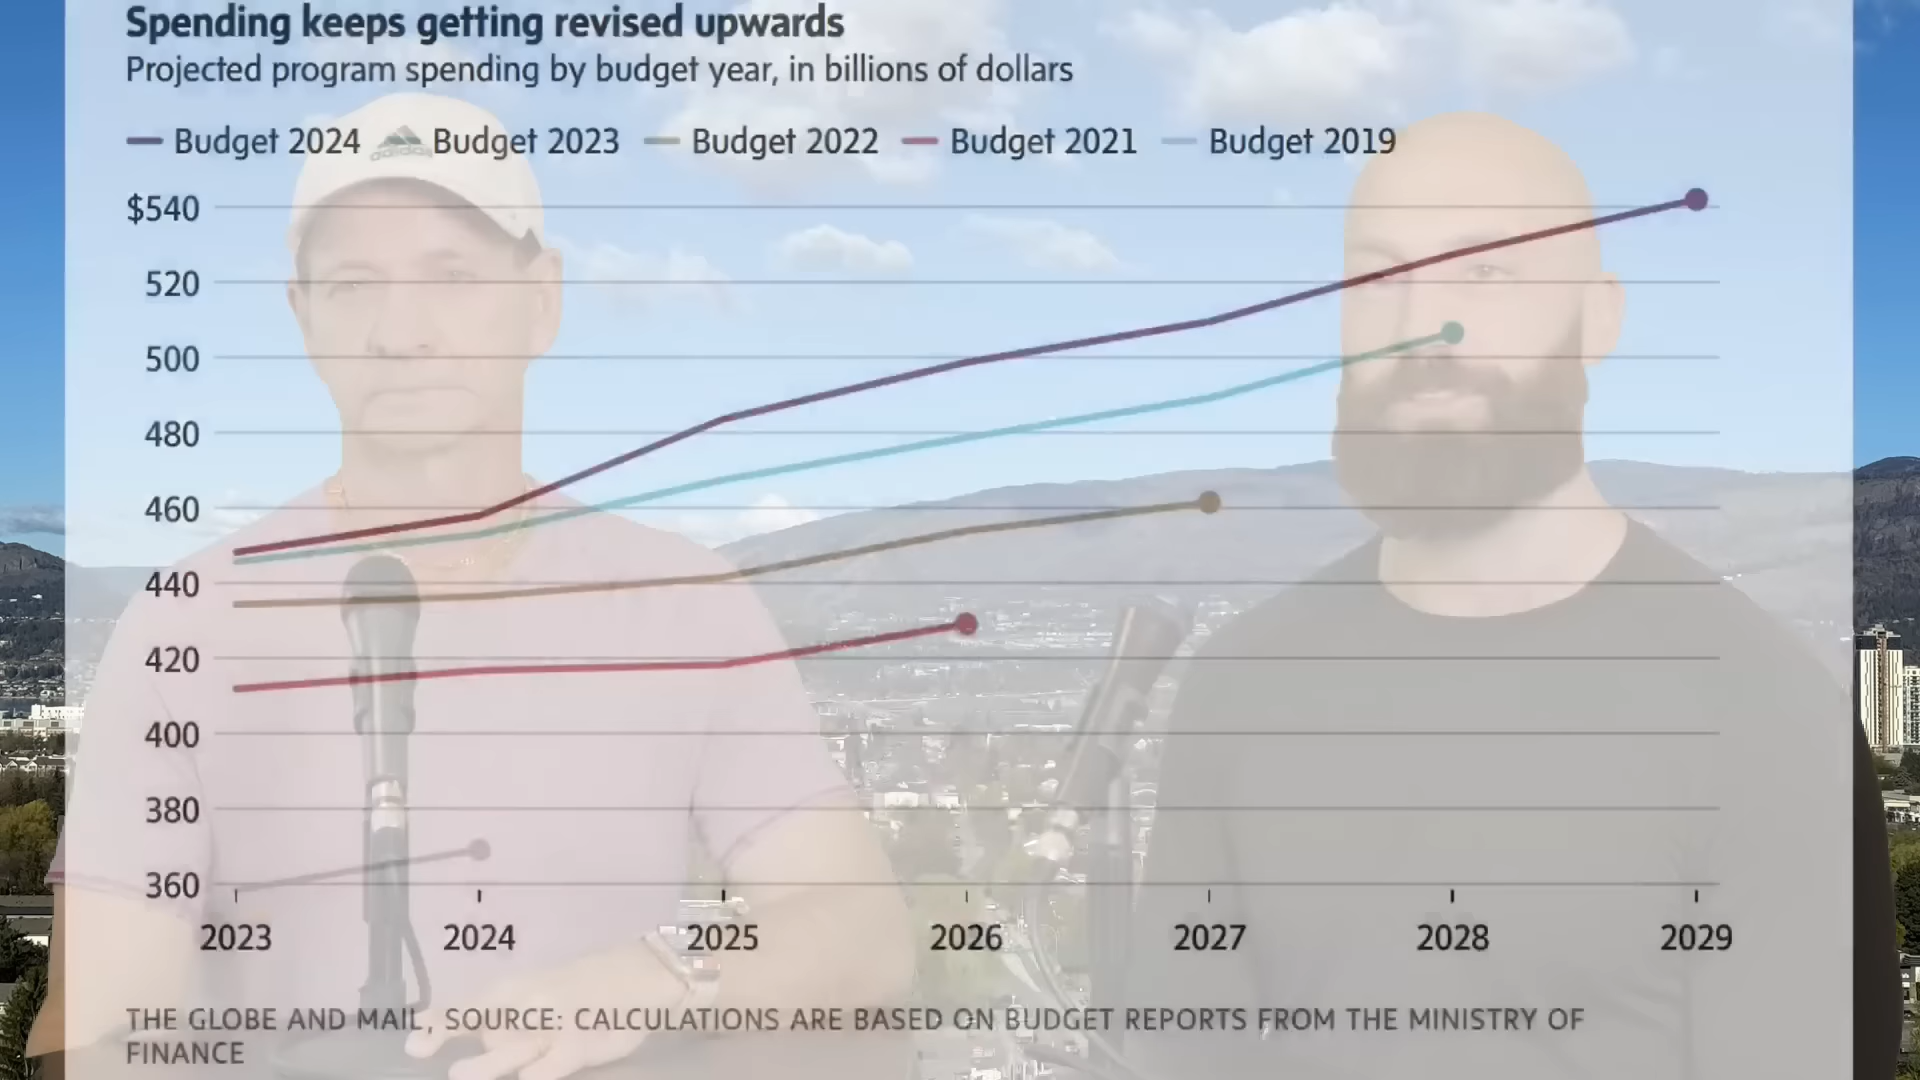 Spending keeps getting revised upwards
Projected program spending by budget year, in billions of dollars
Budget 2024 Budget 2023 Budget 2022 Budget 2021 Budget 2019
adidas
$540
520
500
480
460
440
420
400
380
360
2023 2024 2025 2026 2027 2028 2029
THE GLOBE AND MAIL, SOURCE: CALCULATIONS ARE BASED ON BUDGET REPORTS FROM THE MINISTRY OF
FINANCE